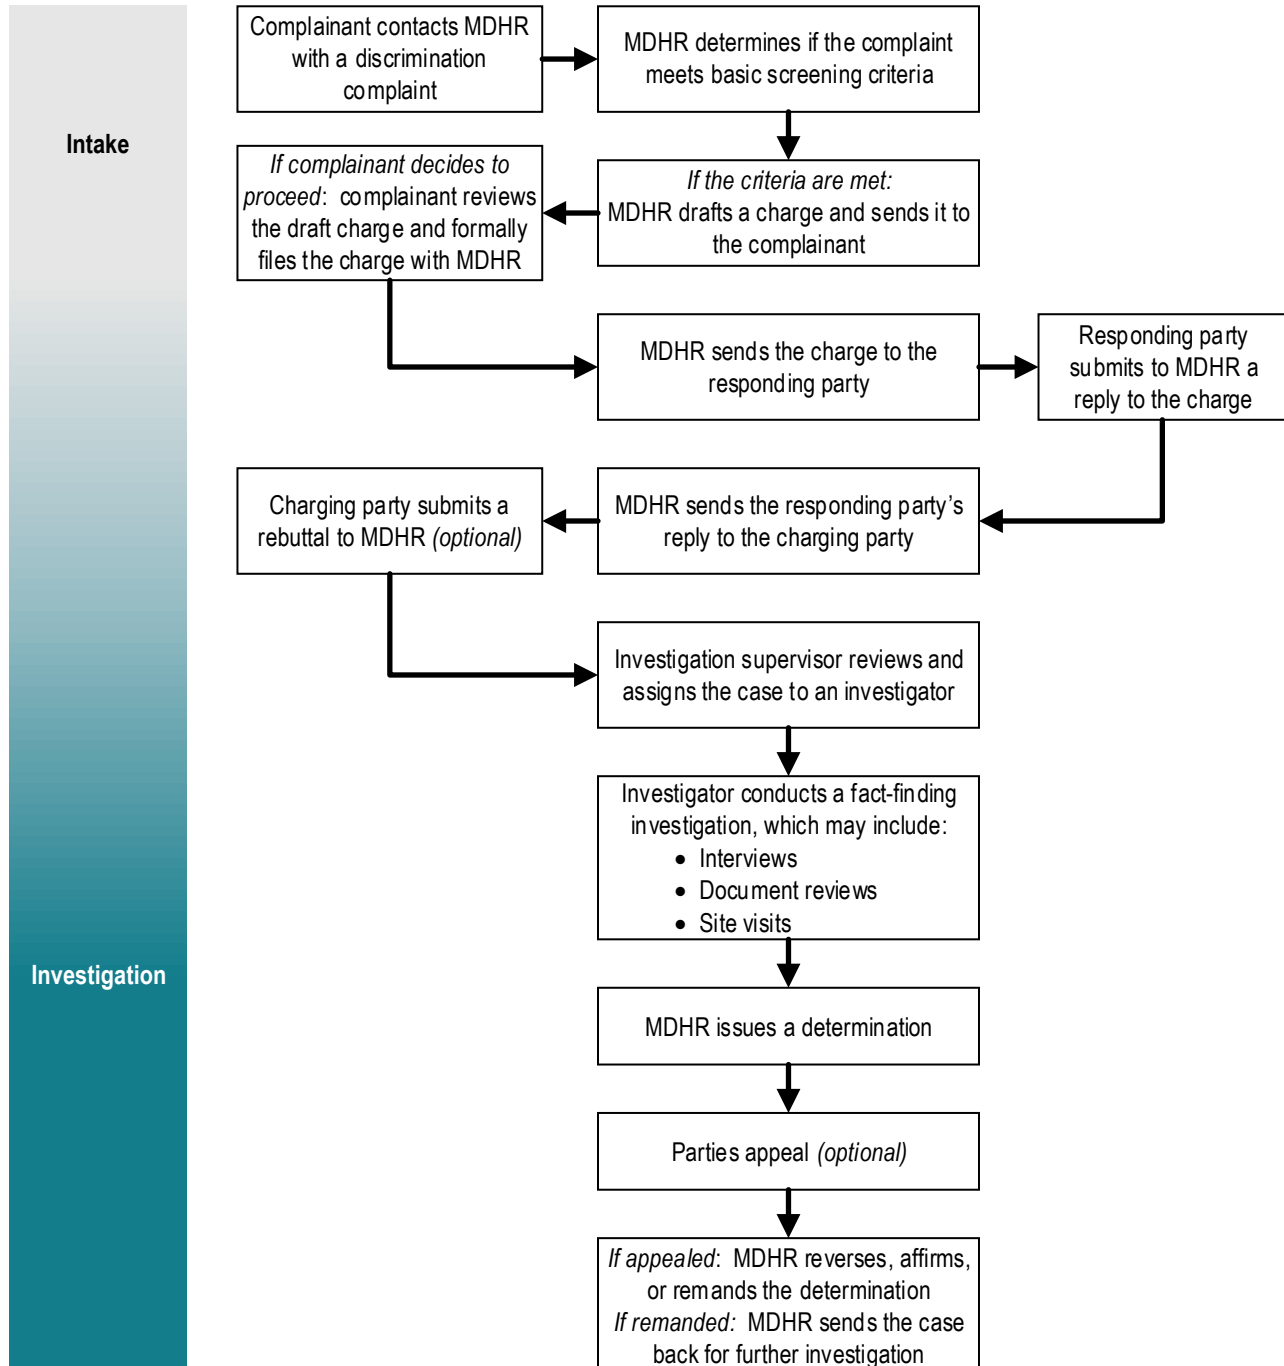 Complainant contacts MDHR
with a discrimination
complaint
MDHR determines if the complaint
meets basic screening criteria
Intake
If complainant decides to
proceed: complainant reviews
the draft charge and formally
files the charge with MDHR
If the criteria are met:
MDHR drafts a charge and sends it to
the complainant
MDHR sends the charge to the
responding party
Responding party
submits to MDHR a
reply to the charge
Charging party submits a
rebuttal to MDHR (optional)
MDHR sends the responding party’s
reply to the charging party
Investigation supervisor reviews and
assigns the case to an investigator
Investigator conducts a fact-finding
investigation, which may include:
• Interviews
• Document reviews
• Site visits
Investigation
MDHR issues a determination
Parties appeal (optional)
If appealed: MDHR reverses, affirms,
or remands the determination
If remanded: MDHR sends the case
back for further investigation